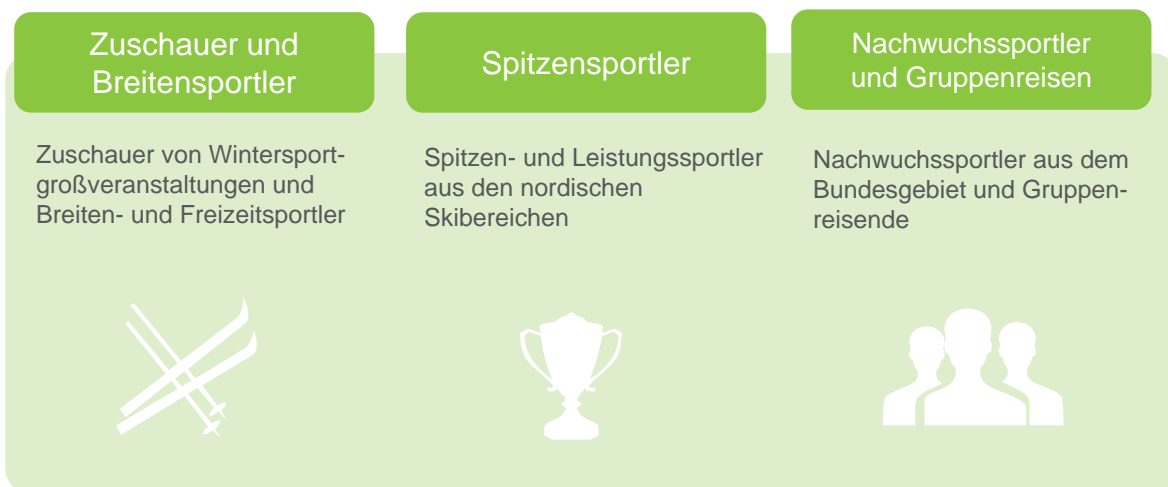 Zuschauer und
Breitensportler
Zuschauer von Wintersport-
großveranstaltungen und
Breiten- und Freizeitsportler
Spitzensportler
Spitzen- und Leistungssportler
aus den nordischen
Skibereichen
Nachwuchssportler
und Gruppenreisen
Nachwuchssportler aus dem
Bundesgebiet und Gruppen-
reisende